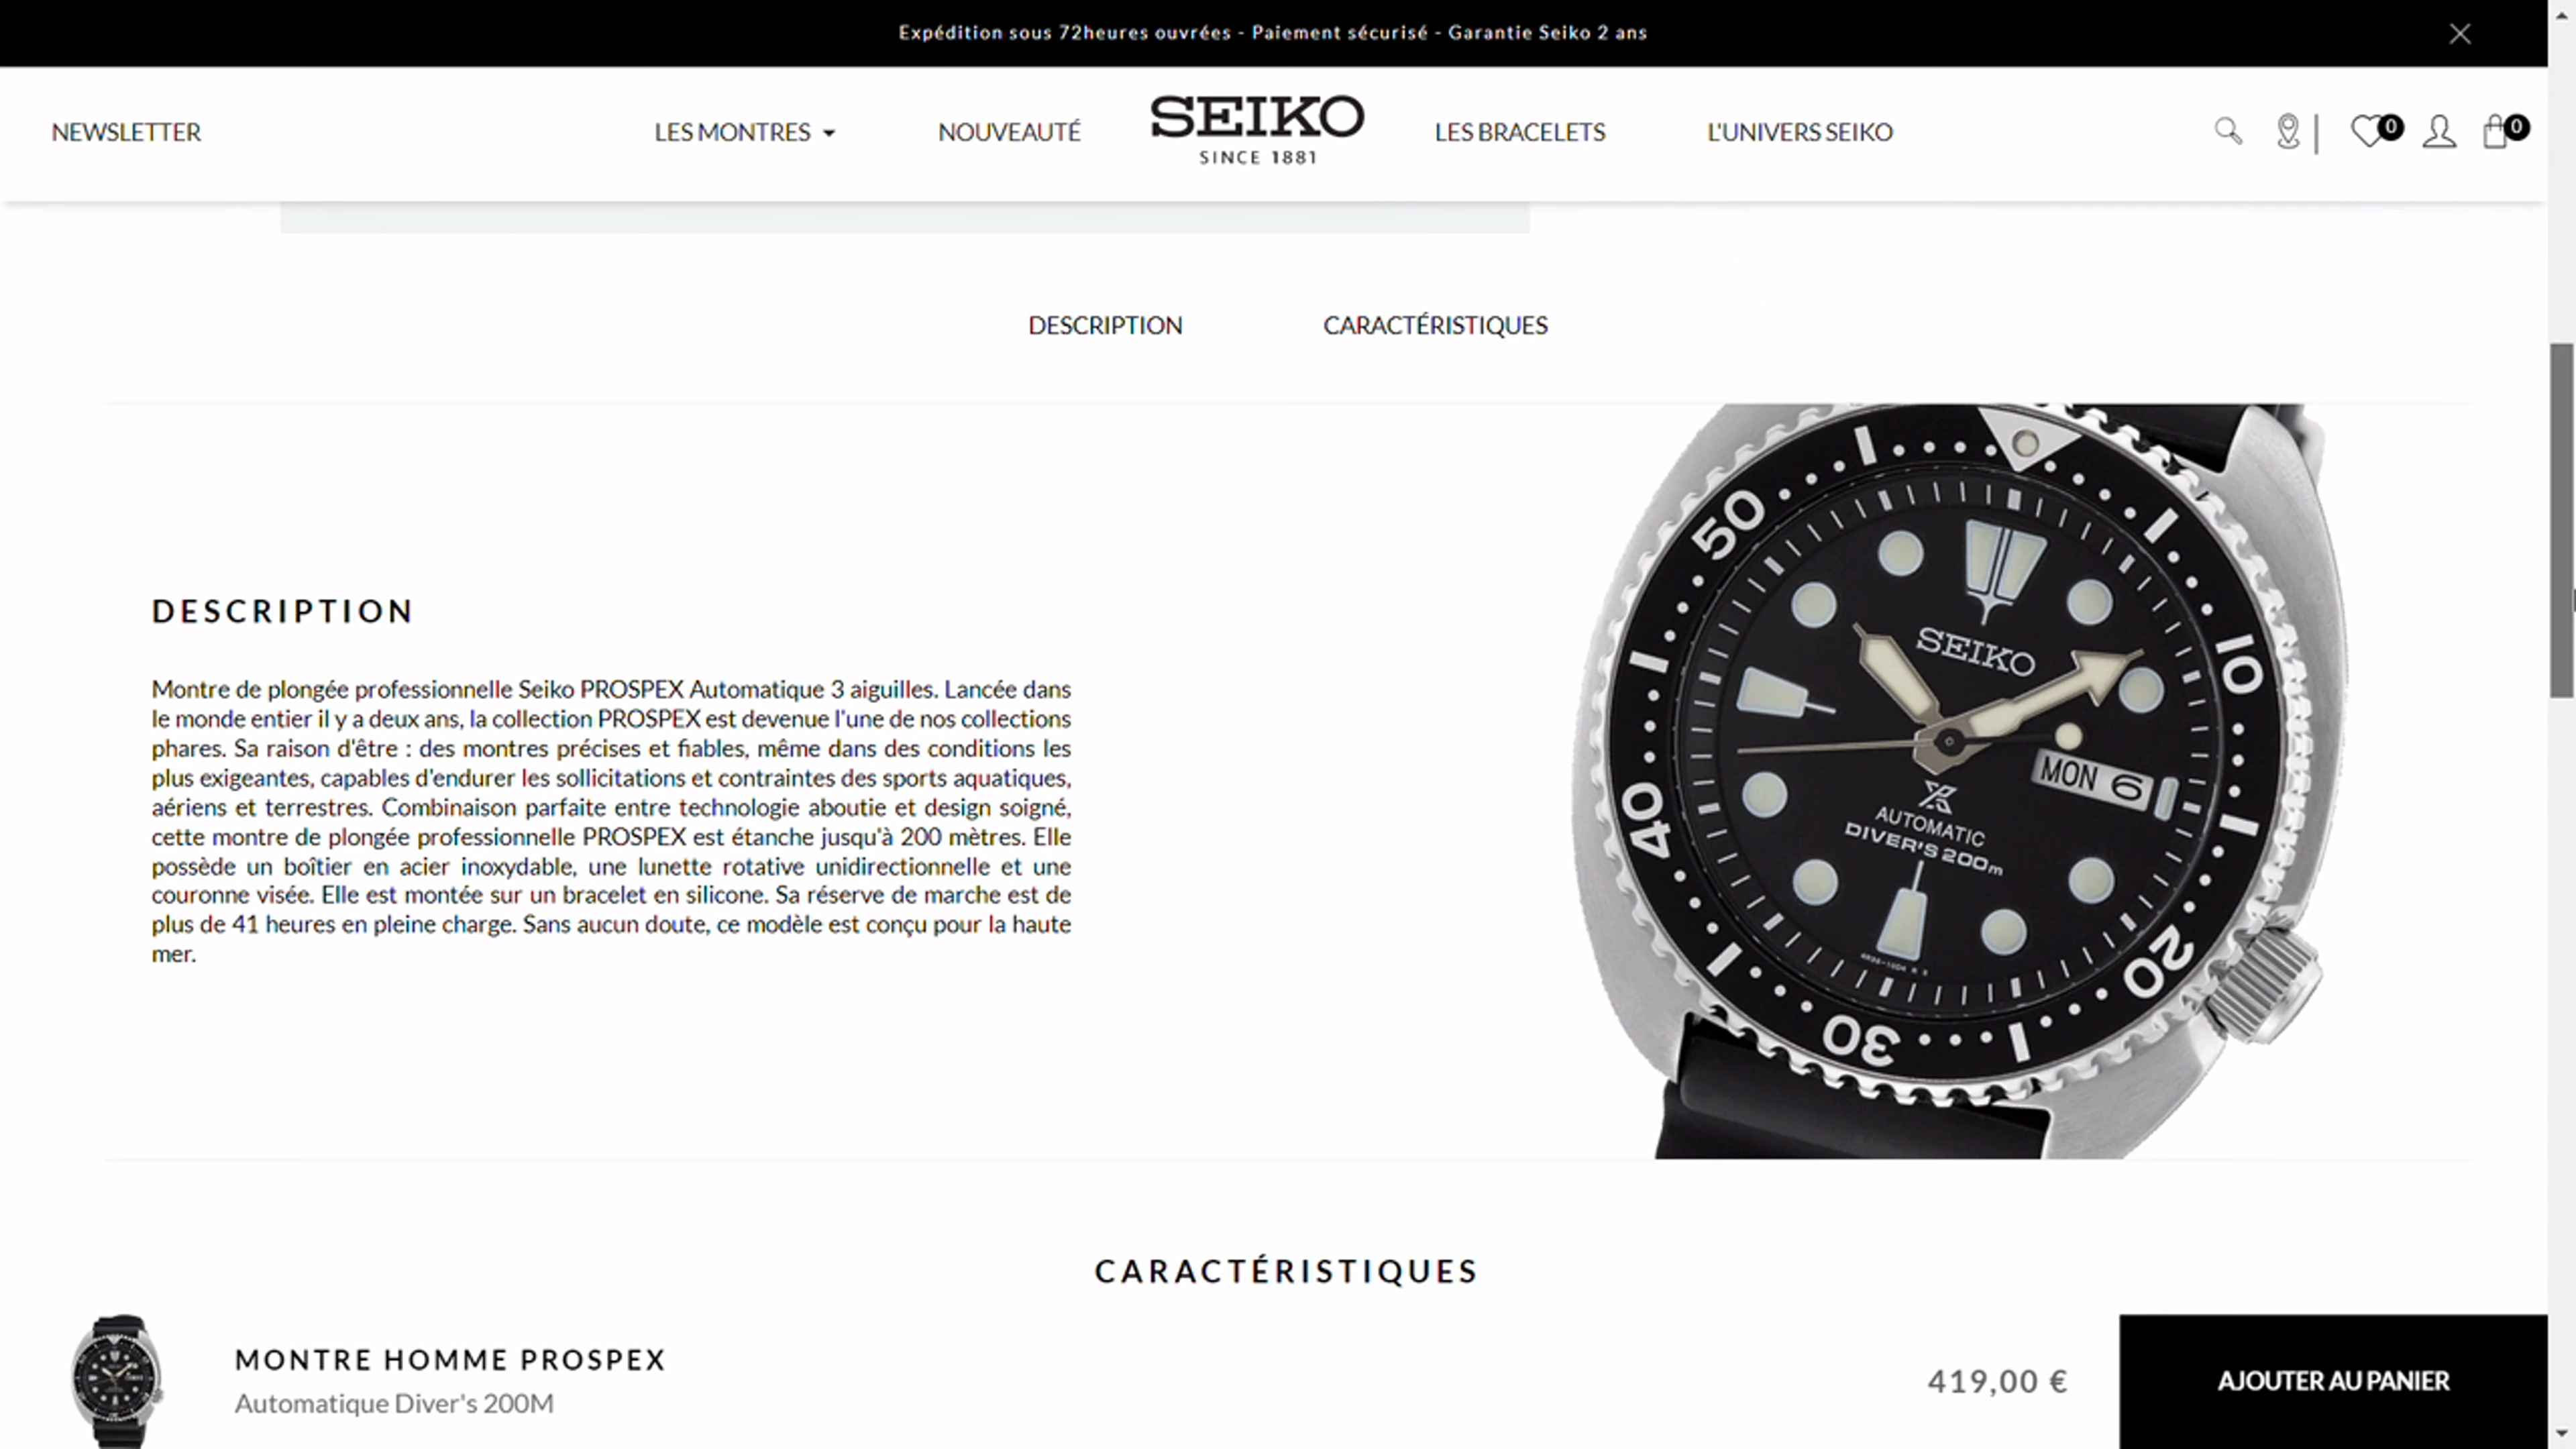 Expédition sous 72heures ouvrées - Paiement sécurisé - Garantie Seiko 2 ans
NEWSLETTER
LES MONTRES
NOUVEAUTÉ
SEIKO
SINCE 1881
LES BRACELETS
L'UNIVERS SEIKO
0
0
DESCRIPTION
CARACTÉRISTIQUES
DESCRIPTION
Montre de plongée professionnelle Seiko PROSPEX Automatique 3 aiguilles. Lancée dans
le monde entier il y a deux ans, la collection PROSPEX est devenue l'une de nos collections
phares. Sa raison d'être : des montres précises et fiables, même dans des conditions les
plus exigeantes, capables d'endurer les sollicitations et contraintes des sports aquatiques,
aériens et terrestres. Combinaison parfaite entre technologie aboutie et design soigné,
cette montre de plongée professionnelle PROSPEX est étanche jusqu'à 200 mètres. Elle
possède un boîtier en acier inoxydable, une lunette rotative unidirectionnelle et une
couronne visée. Elle est montée sur un bracelet en silicone. Sa réserve de marche est de
plus de 41 heures en pleine charge. Sans aucun doute, ce modèle est conçu pour la haute
mer.
50
10
40
20
30
SEIKO
MON 6
AUTOMATIC
DIVER'S 200m
CARACTÉRISTIQUES
MONTRE HOMME PROSPEX
Automatique Diver's 200M
419,00 €
AJOUTER AU PANIER